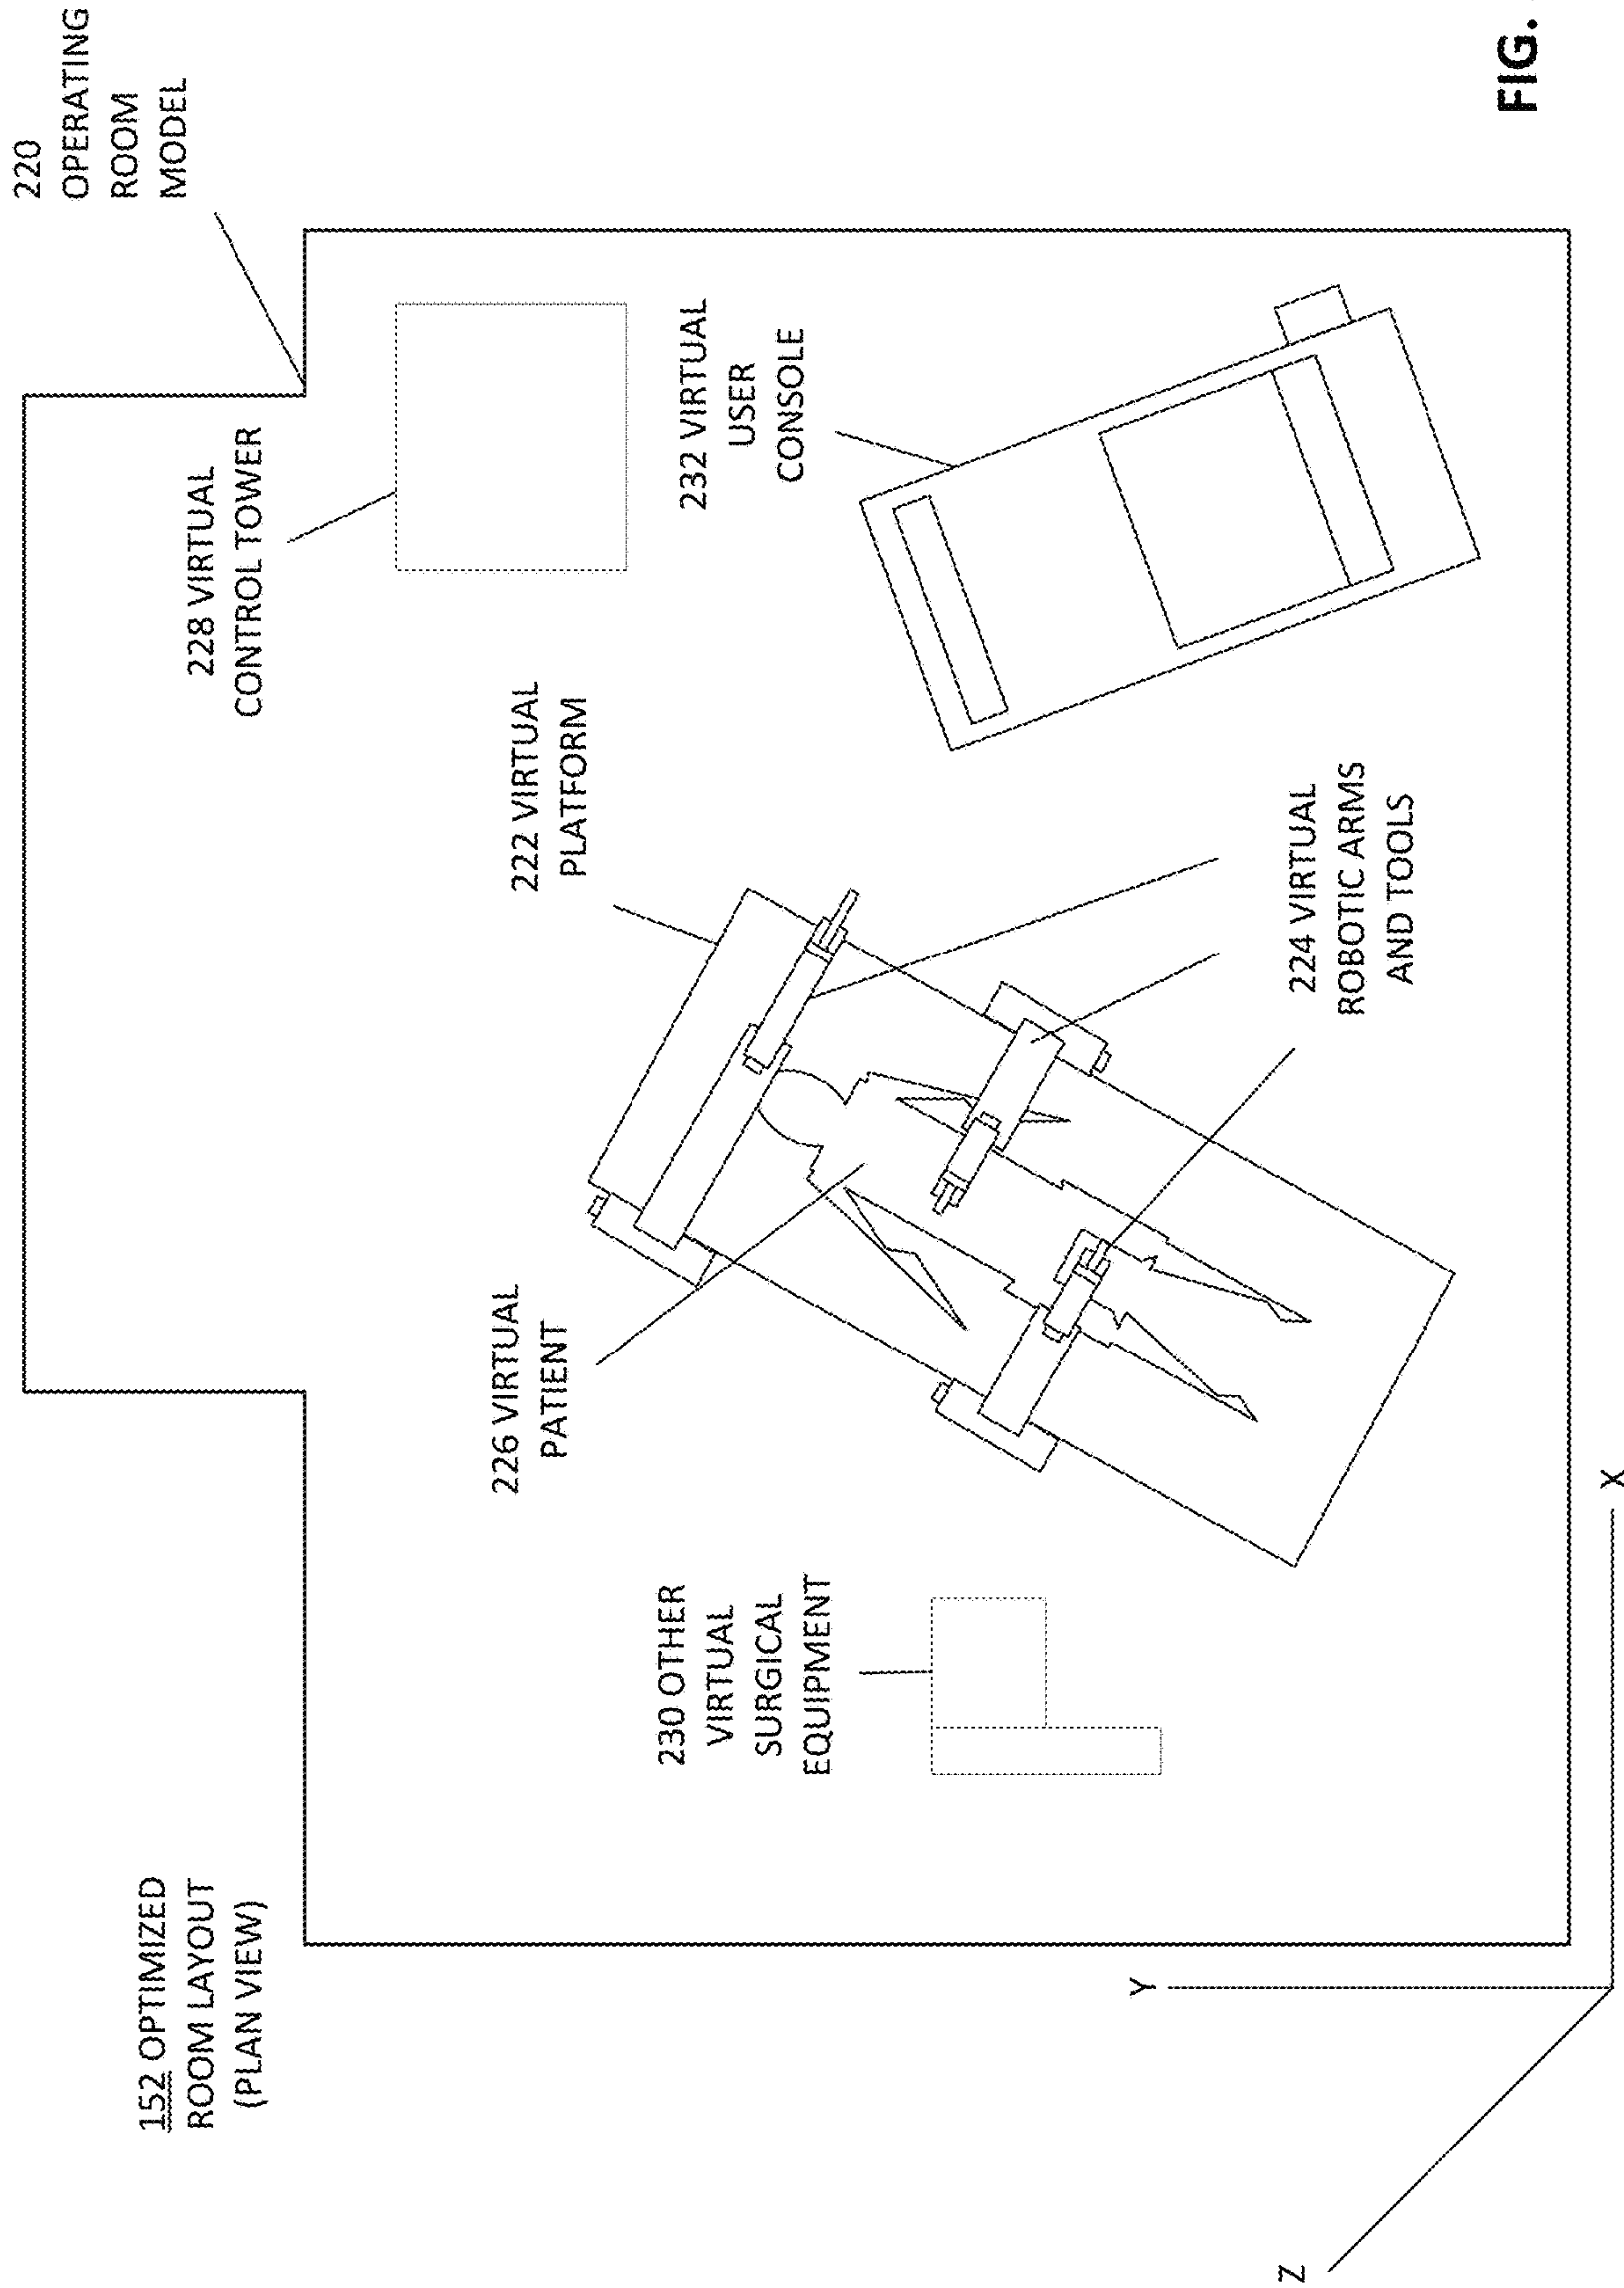 152 OPTIMIZED
ROOM LAYOUT
(PLAN VIEW)
220
OPERATING
ROOM
MODEL
228 VIRTUAL
CONTROL TOWER
222 VIRTUAL
PLATFORM
232 VIRTUAL
USER
CONSOLE
226 VIRTUAL
PATIENT
230 OTHER
VIRTUAL
SURGICAL
EQUIPMENT
224 VIRTUAL
ROBOTIC ARMS
AND TOOLS
Y
X
Z
FIG.